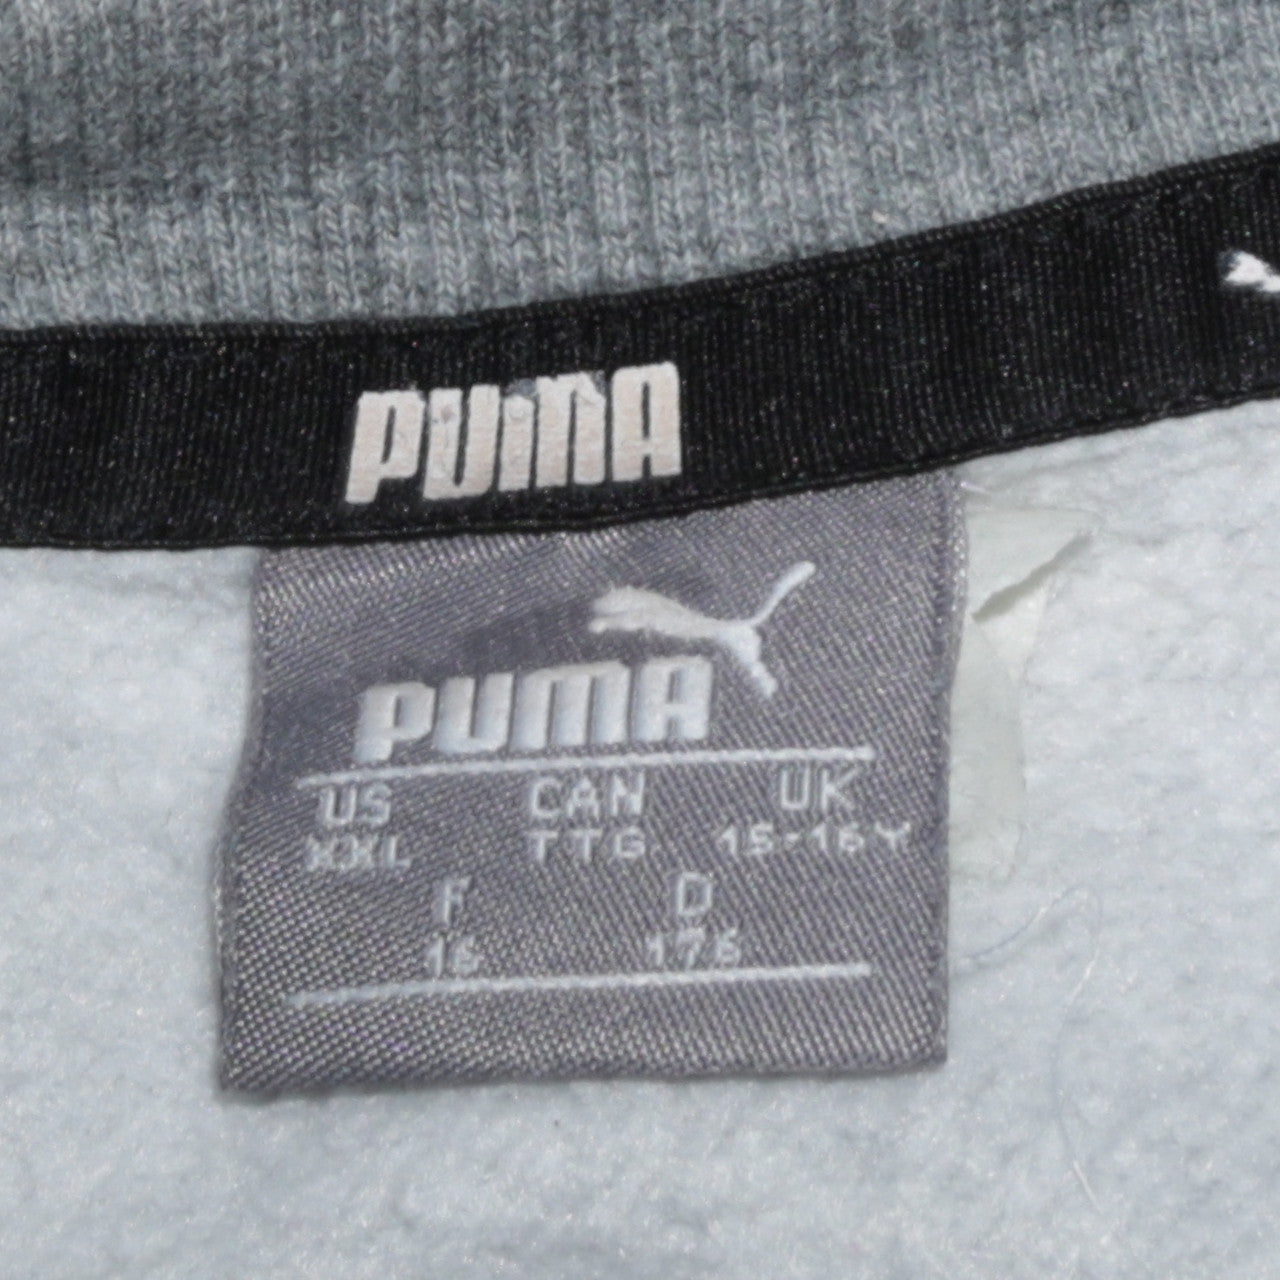 PUMA
PUMA
US CAN UK
XXL TTG 15-16Y
F D
16 176